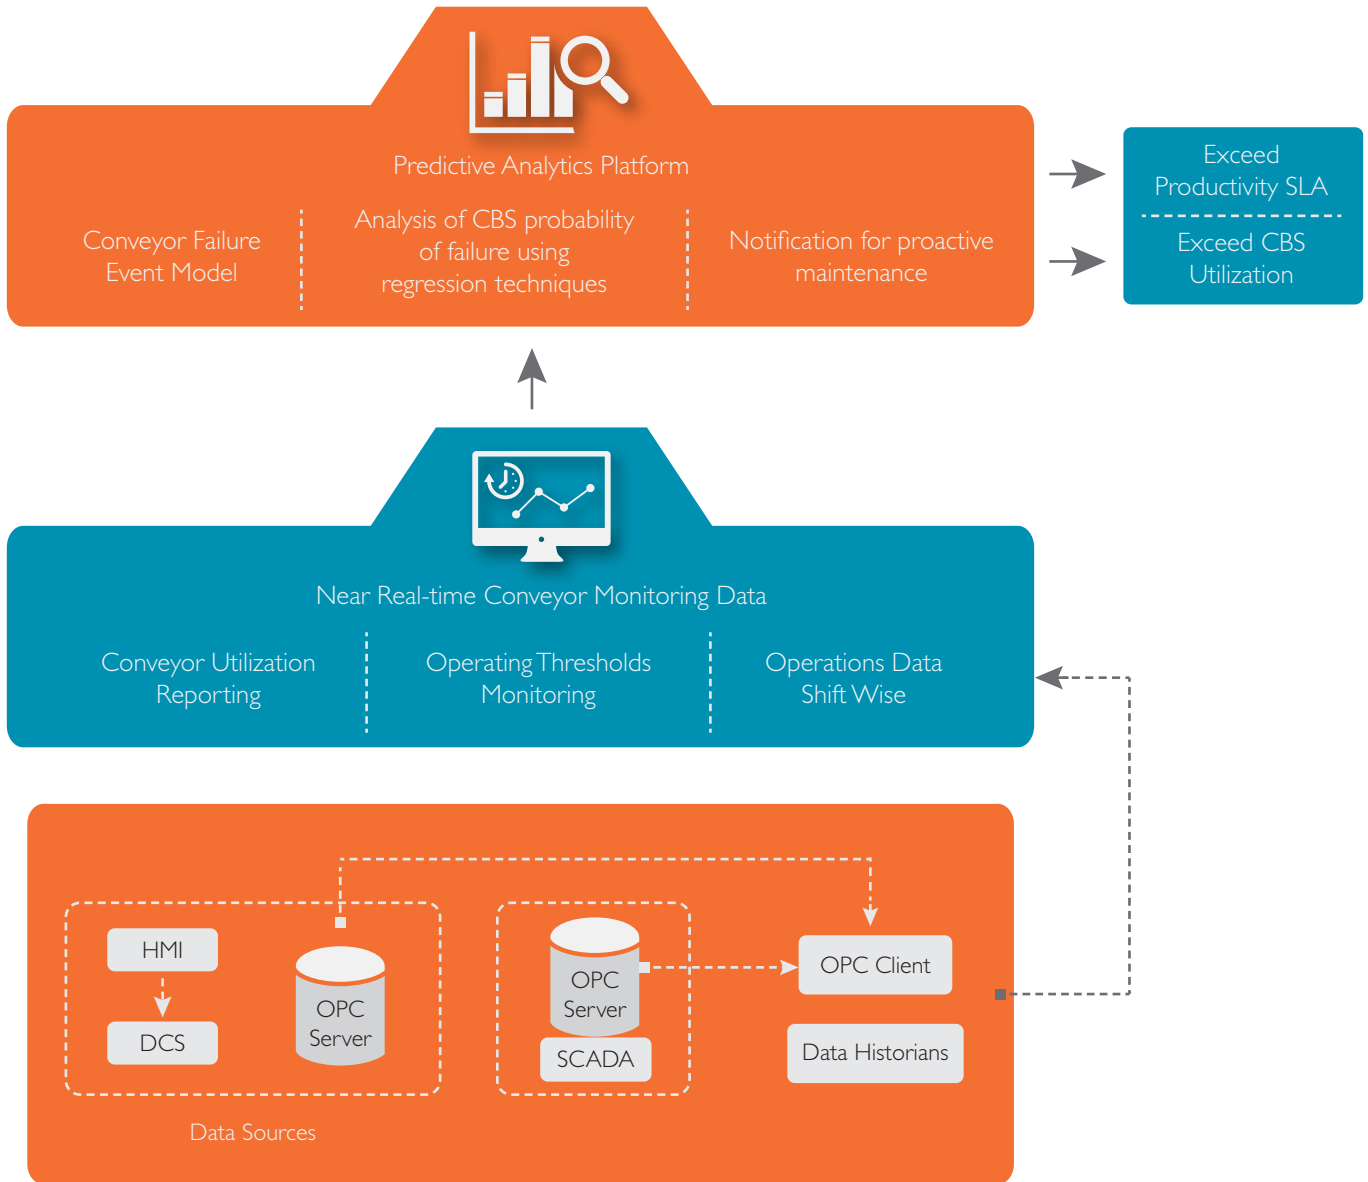 Predictive Analytics Platform
Conveyor Failure
Event Model
Analysis of CBS probability
of failure using
regression techniques
Notification for proactive
maintenance
Exceed
Productivity SLA
Exceed CBS
Utilization
Near Real-time Conveyor Monitoring Data
Conveyor Utilization
Reporting
Operating Thresholds
Monitoring
Operations Data
Shift Wise
HMI
DCS
OPC
Server
OPC
Server
SCADA
OPC Client
Data Historians
Data Sources